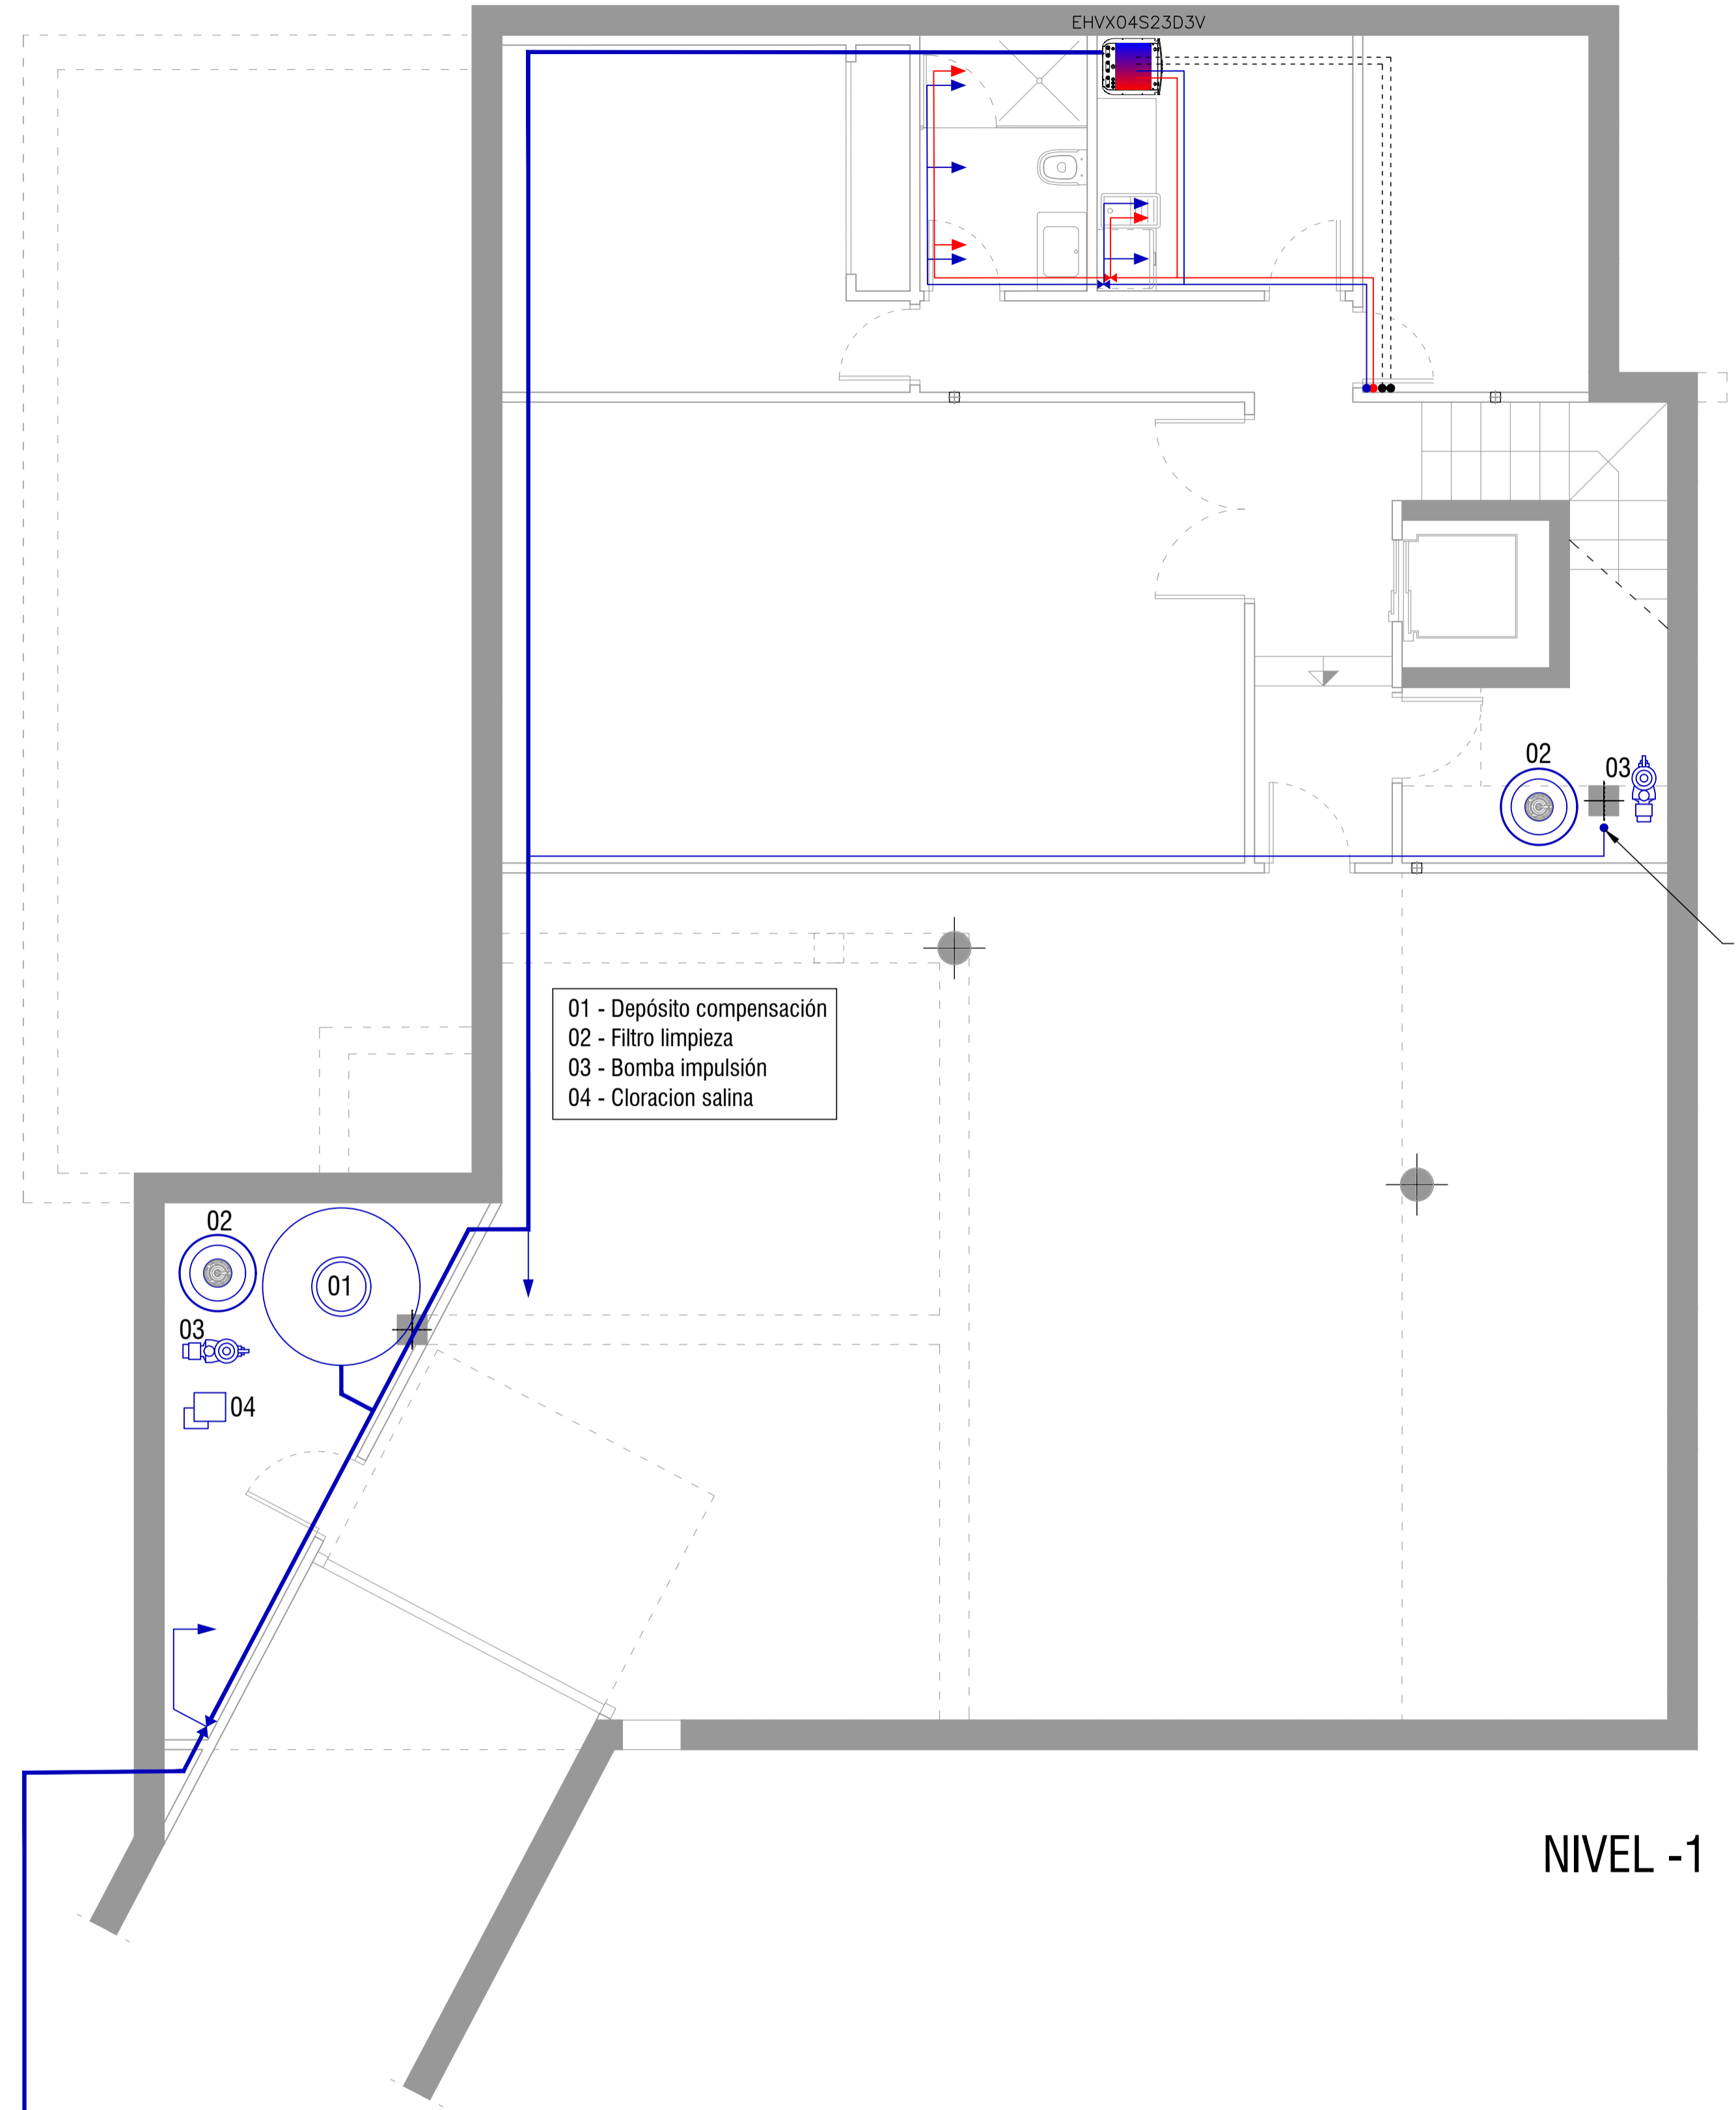 EHVX04S23D3V
02
03
01 - Depósito compensación
02 - Filtro limpieza
03 - Bomba impulsión
04 - Cloracion salina
02
01
03
04
NIVEL -1